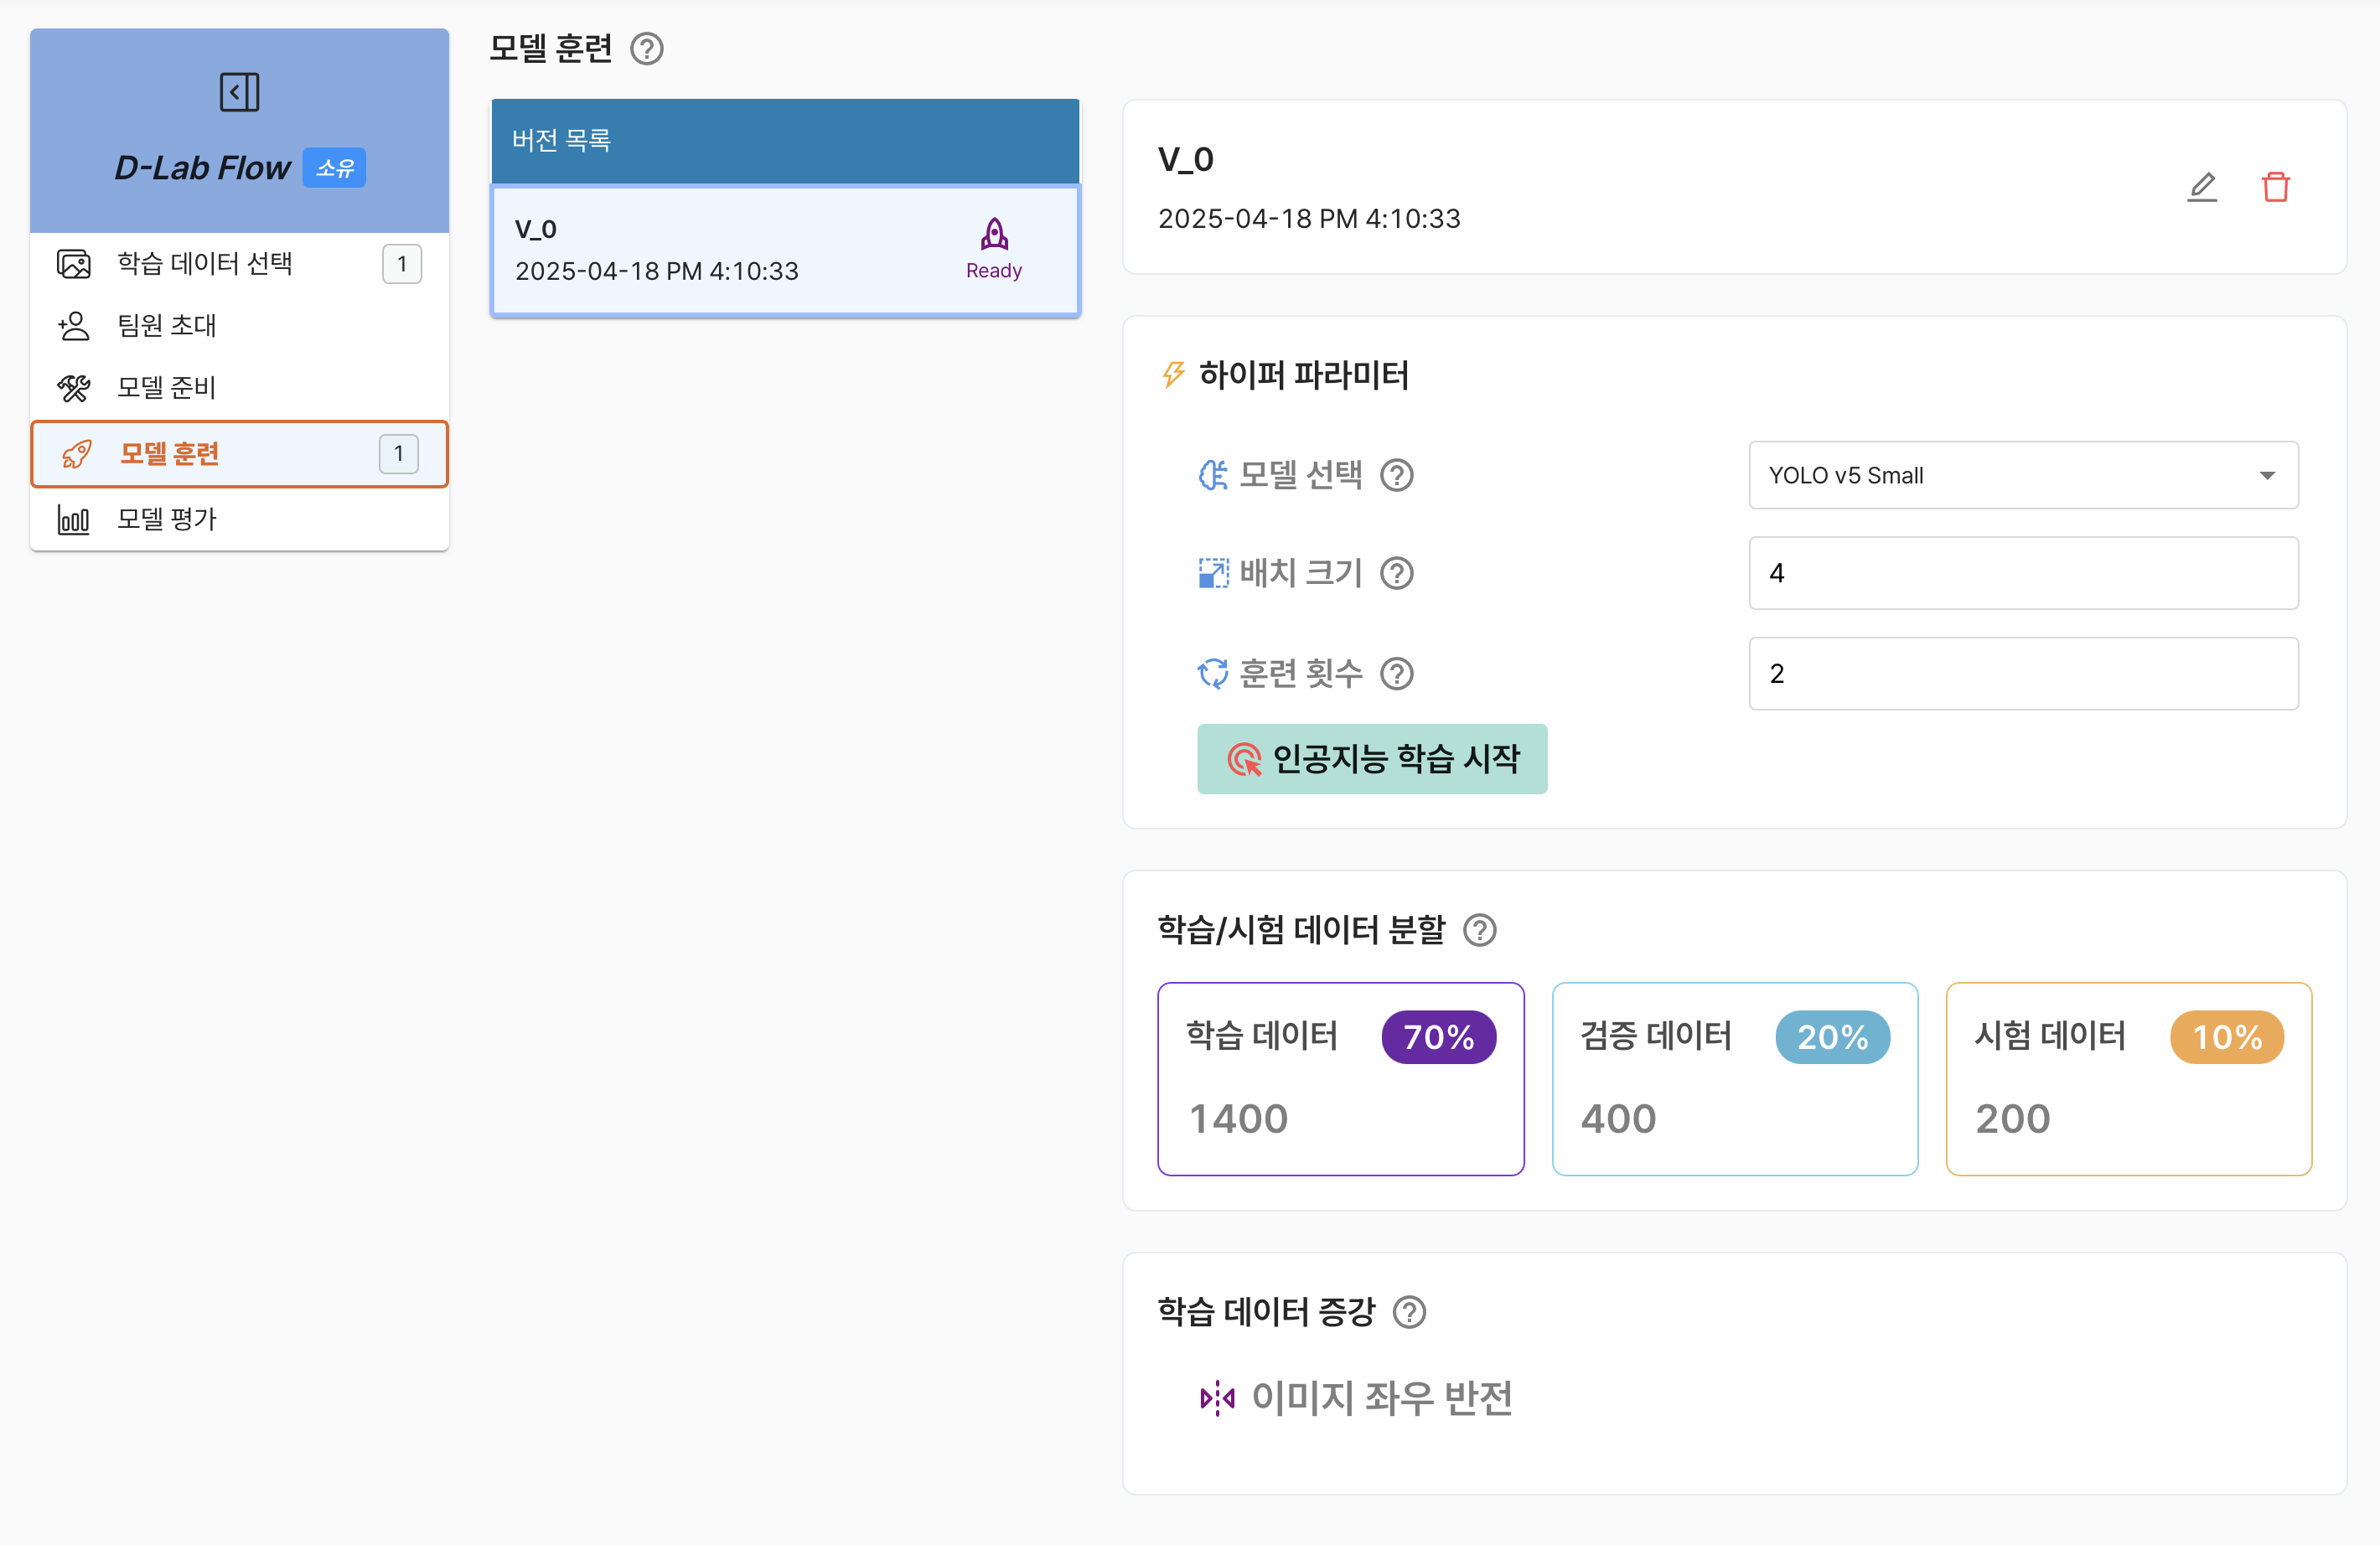 D-Lab Flow 소유
学습 데이터 선택 1
팀원 초대
모델 준비
모델 훈련 1
모델 평가
모델 훈련 ?
버전 목록
V_0
2025-04-18 PM 4:10:33
Ready
V_0
2025-04-18 PM 4:10:33
하이퍼 파라미터
모델 선택 ? YOLO v5 Small
배치 크기 ? 4
훈련 횟수 ? 2
인공지능 학습 시작
학습/시험 데이터 분할 ?
학습 데이터 70%
1400
검증 데이터 20%
400
시험 데이터 10%
200
학습 데이터 증강 ?
이미지 좌우 반전